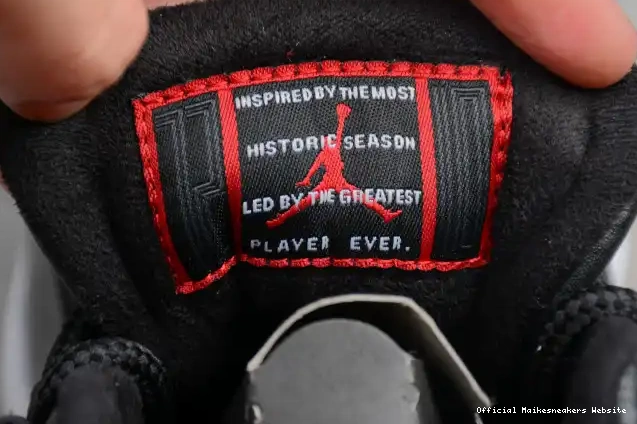 INSPIRED BY THE MOST
HISTORIC SEASON
LED BY THE GREATEST
PLAYER EVER.
Official Maikesneakers Website